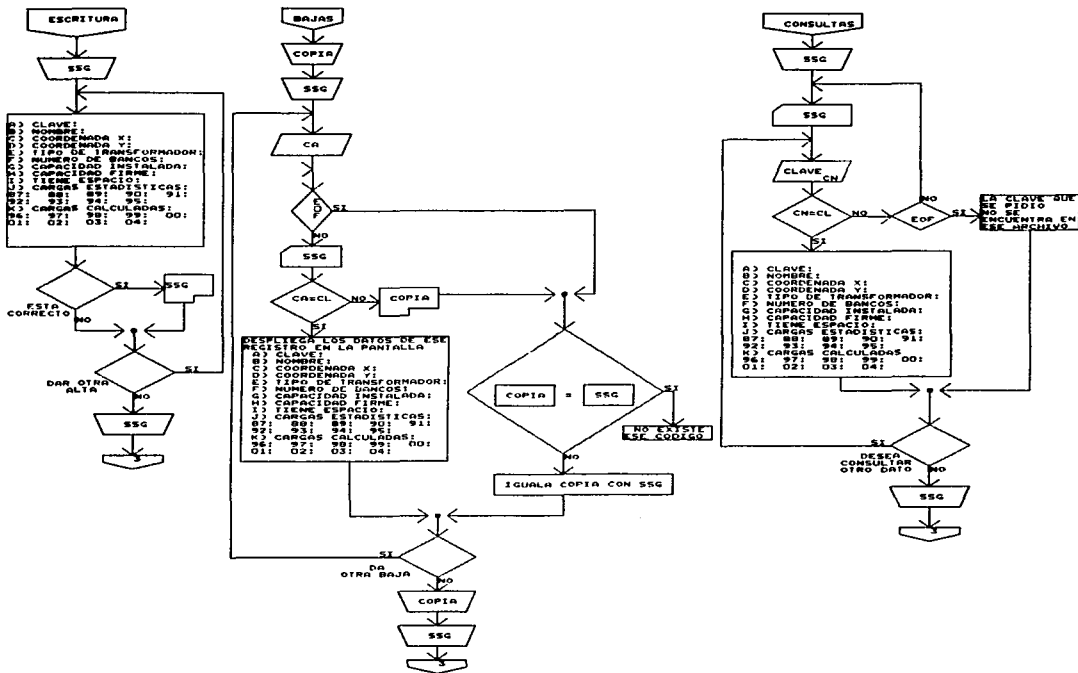 ESCRITURA
SSG
A) CLAVE:
B) NOMBRE:
C) COORDENADA X:
D) COORDENADA Y:
E) TIPO DE TRANSFORMADOR:
F) NUMERO DE BANCOS:
G) CAPACIDAD INSTALADA:
H) CAPACIDAD FIRME:
I) TIENE ESPACIO:
J) CARGAS ESTADISTICAS:
87: 88: 89: 90: 91:
92: 93: 94: 95:
K) CARGAS CALCULADAS:
96: 97: 98: 99: 00:
01: 02: 03: 04:
SI
SSG
ESTA
CORRECTO
NO
SI
DAR OTRA
ALTA
NO
SSG
3
BAJAS
COPIA
SSG
CA
EOF
SI
NO
SSG
CA=CL
NO
COPIA
SI
DESPLIEGA LOS DATOS DE ESE
REGISTRO EN LA PANTALLA
A) CLAVE:
B) NOMBRE:
C) COORDENADA X:
D) COORDENADA Y:
E) TIPO DE TRANSFORMADOR:
F) NUMERO DE BANCOS:
G) CAPACIDAD INSTALADA:
H) CAPACIDAD FIRME:
I) TIENE ESPACIO:
J) CARGAS ESTADISTICAS:
87: 88: 89: 90: 91:
92: 93: 94: 95:
K) CARGAS CALCULADAS:
96: 97: 98: 99: 00:
01: 02: 03: 04:
COPIA = SSG
SI
NO EXISTE
ESE CODIGO
NO
IGUALA COPIA CON SSG
SI
DA
OTRA BAJA
NO
COPIA
SSG
3
CONSULTAS
SSG
SSG
CLAVE CN
CN=CL
NO
EOF
NO
SI
LA CLAVE QUE
SE PIDIO
NO SE
ENCUENTRA EN
ESE ARCHIVO
SI
A) CLAVE:
B) NOMBRE:
C) COORDENADA X:
D) COORDENADA Y:
E) TIPO DE TRANSFORMADOR:
F) NUMERO DE BANCOS:
G) CAPACIDAD INSTALADA:
H) CAPACIDAD FIRME:
I) TIENE ESPACIO:
J) CARGAS ESTADISTICAS:
87: 88: 89: 90: 91:
92: 93: 94: 95:
K) CARGAS CALCULADAS
96: 97: 98: 99: 00:
01: 02: 03: 04:
SI
DESEA
CONSULTAR
OTRO DATO
NO
SSG
3